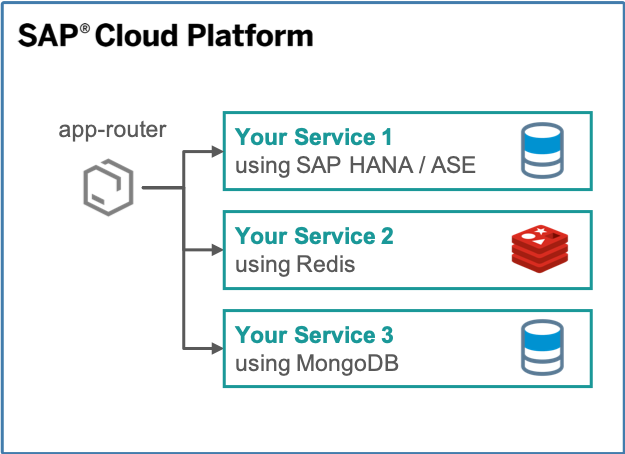 SAP® Cloud Platform
app-router
Your Service 1
using SAP HANA / ASE
Your Service 2
using Redis
Your Service 3
using MongoDB